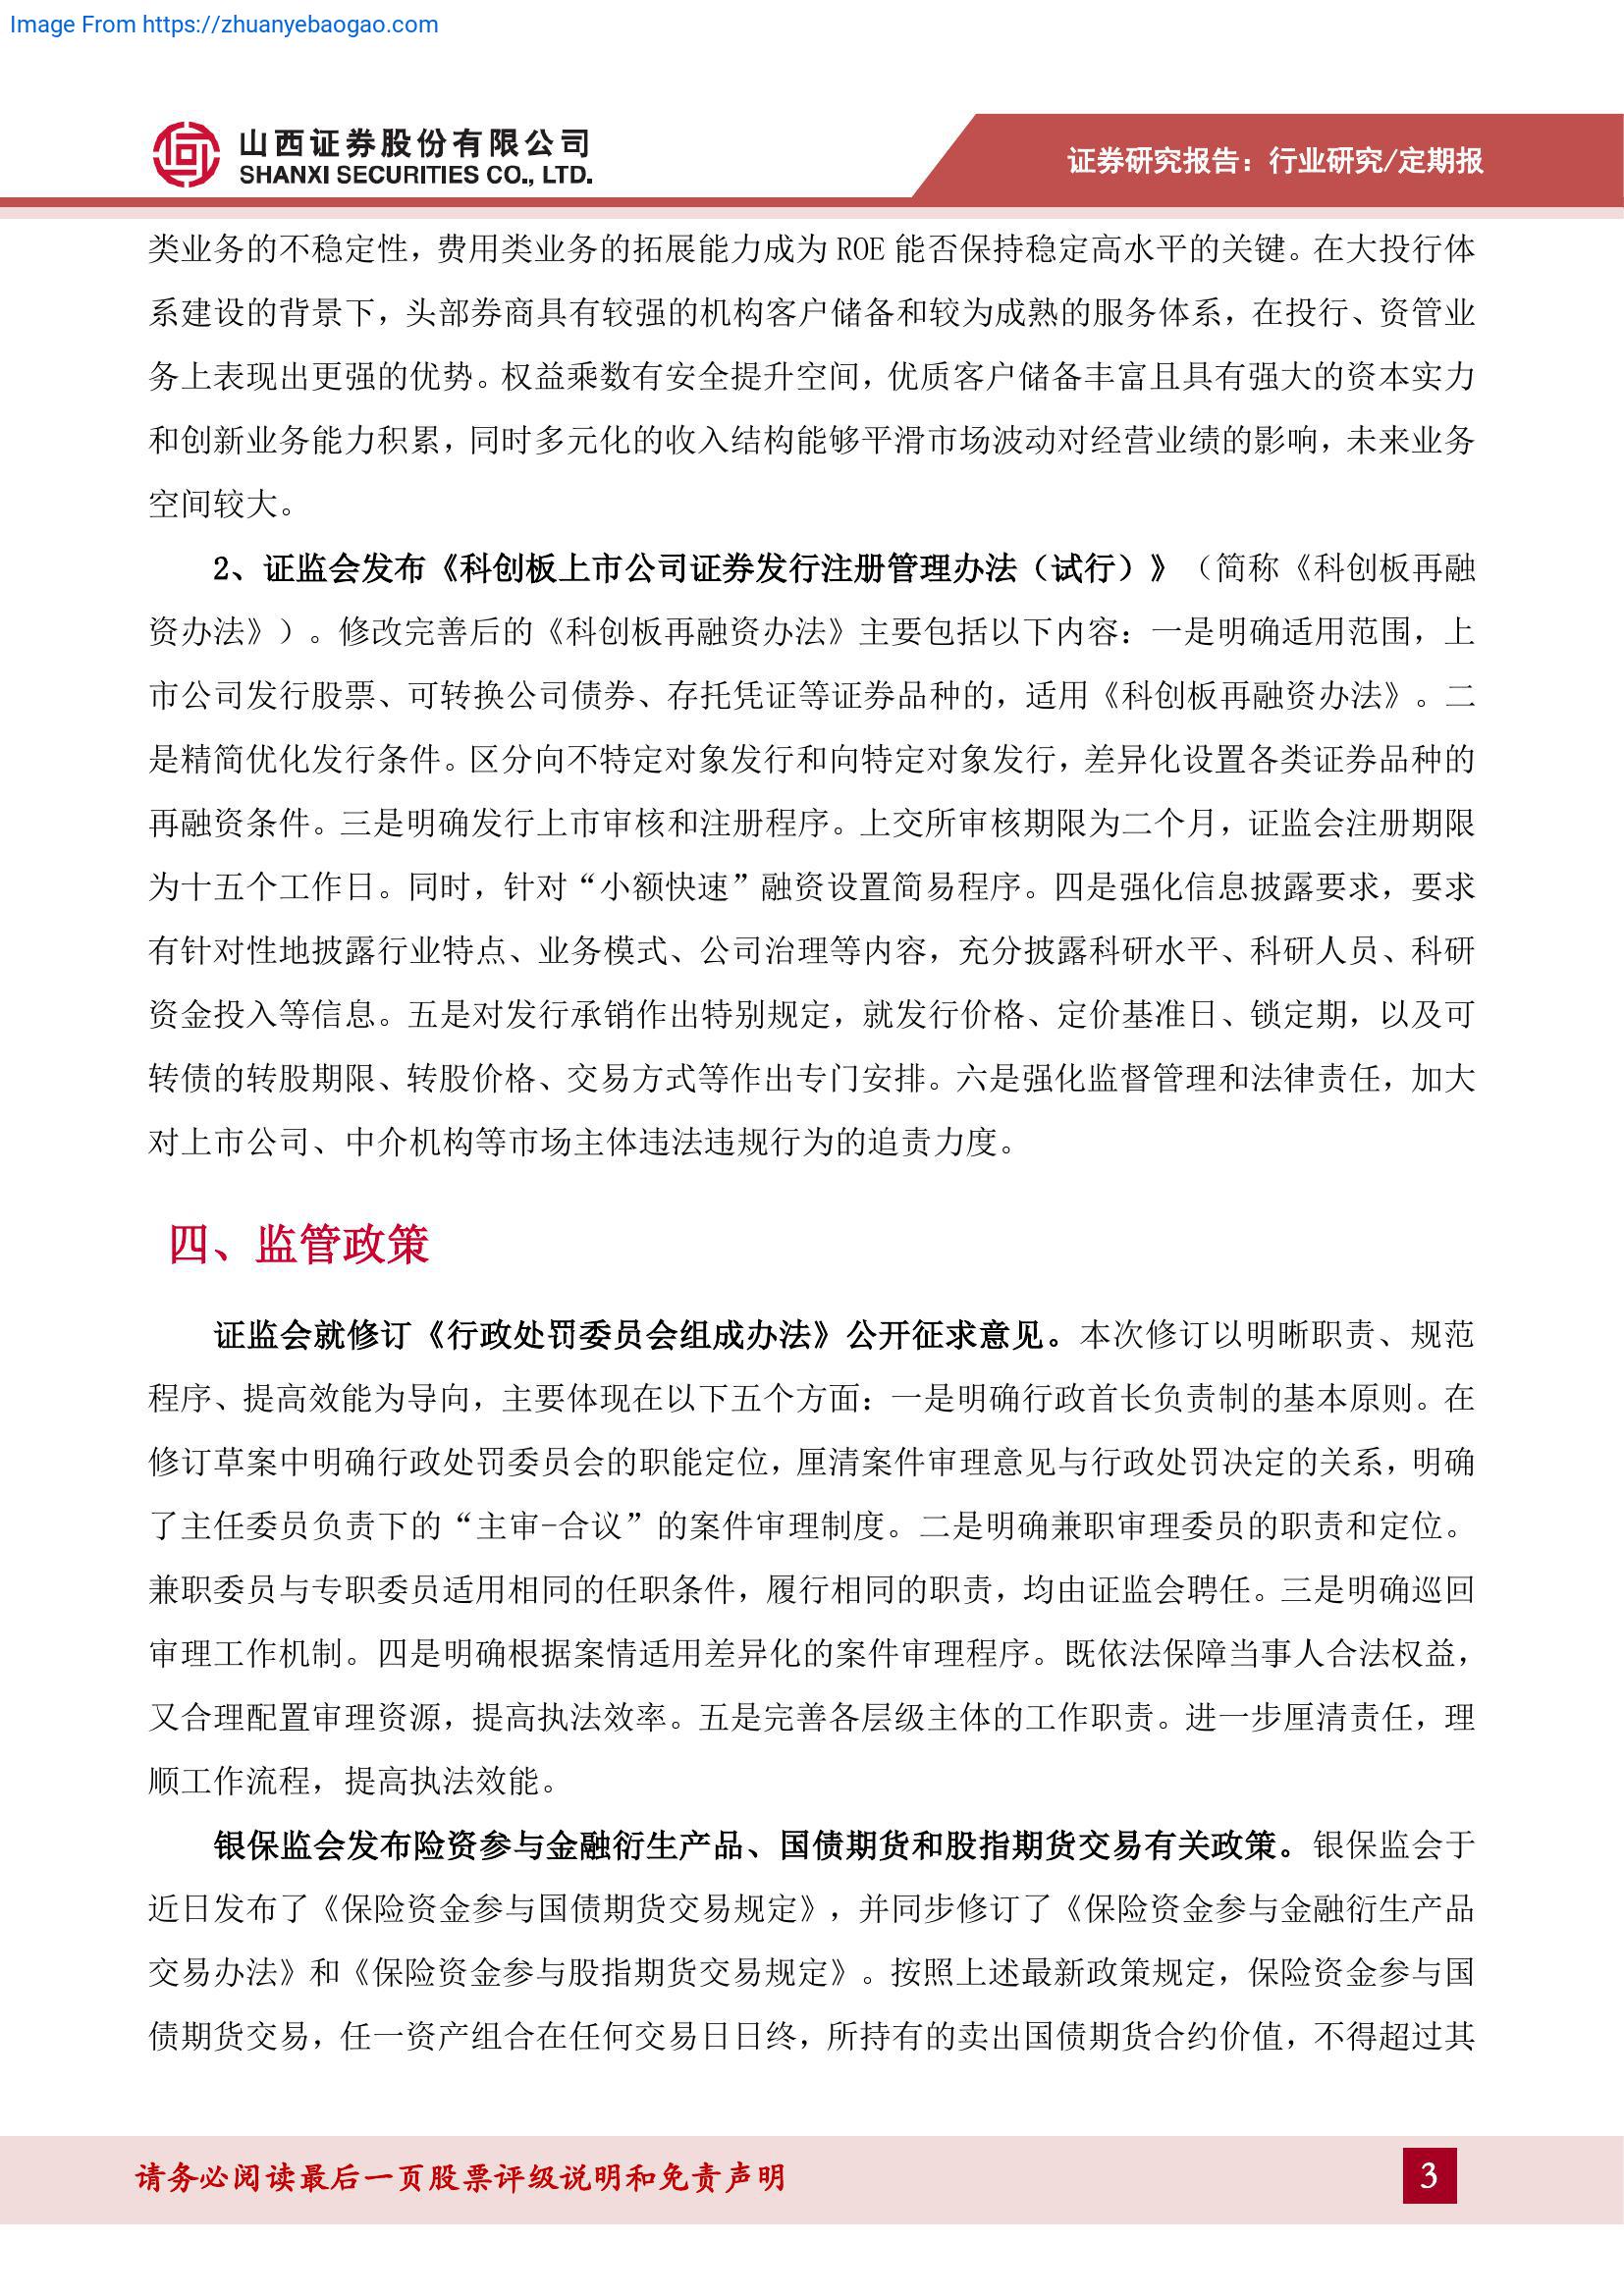 Image From https://zhuanyebaogao.com
山西证券股份有限公司
SHANXI SECURITIES CO., LTD.
证券研究报告：行业研究/定期报
类业务的不稳定性，费用类业务的拓展能力成为 ROE 能否保持稳定高水平的关键。在大投行体
系建设的背景下，头部券商具有较强的机构客户储备和较为成熟的服务体系，在投行、资管业
务上表现出更强的优势。权益乘数有安全提升空间，优质客户储备丰富且具有强大的资本实力
和创新业务能力积累，同时多元化的收入结构能够平滑市场波动对经营业绩的影响，未来业务
空间较大。
2、证监会发布《科创板上市公司证券发行注册管理办法（试行）》（简称《科创板再融
资办法》）。修改完善后的《科创板再融资办法》主要包括以下内容：一是明确适用范围，上
市公司发行股票、可转换公司债券、存托凭证等证券品种的，适用《科创板再融资办法》。二
是精简优化发行条件。区分向不特定对象发行和向特定对象发行，差异化设置各类证券品种的
再融资条件。三是明确发行上市审核和注册程序。上交所审核期限为二个月，证监会注册期限
为十五个工作日。同时，针对“小额快速”融资设置简易程序。四是强化信息披露要求，要求
有针对性地披露行业特点、业务模式、公司治理等内容，充分披露科研水平、科研人员、科研
资金投入等信息。五是对发行承销作出特别规定，就发行价格、定价基准日、锁定期，以及可
转债的转股期限、转股价格、交易方式等作出专门安排。六是强化监督管理和法律责任，加大
对上市公司、中介机构等市场主体违法违规行为的追责力度。
四、监管政策
证监会就修订《行政处罚委员会组成办法》公开征求意见。本次修订以明晰职责、规范
程序、提高效能为导向，主要体现在以下五个方面：一是明确行政首长负责制的基本原则。在
修订草案中明确行政处罚委员会的职能定位，厘清案件审理意见与行政处罚决定的关系，明确
了主任委员负责下的“主审-合议”的案件审理制度。二是明确兼职审理委员的职责和定位。
兼职委员与专职委员适用相同的任职条件，履行相同的职责，均由证监会聘任。三是明确巡回
审理工作机制。四是明确根据案情适用差异化的案件审理程序。既依法保障当事人合法权益，
又合理配置审理资源，提高执法效率。五是完善各层级主体的工作职责。进一步厘清责任，理
顺工作流程，提高执法效能。
银保监会发布险资参与金融衍生产品、国债期货和股指期货交易有关政策。银保监会于
近日发布了《保险资金参与国债期货交易规定》，并同步修订了《保险资金参与金融衍生产品
交易办法》和《保险资金参与股指期货交易规定》。按照上述最新政策规定，保险资金参与国
债期货交易，任一资产组合在任何交易日日终，所持有的卖出国债期货合约价值，不得超过其
请务必阅读最后一页股票评级说明和免责声明
3